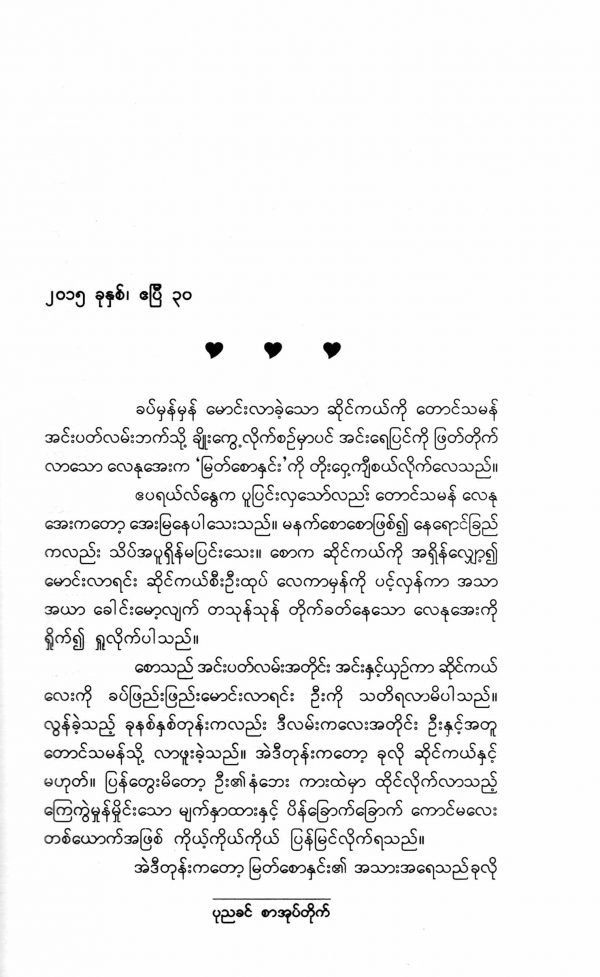 ၂၀၁၅ ခုနှစ်၊ ဧပြီ ၃၀
ခပ်မှန်မှန် မောင်းလာခဲ့သော ဆိုင်ကယ်ကို တောင်သမန်
အင်းပတ်လမ်းဘက်သို့ ချိုးကွေ့လိုက်စဉ်မှာပင် အင်းရေပြင်ကို ဖြတ်တိုက်
လာသော လေနုအေးက ‘မြတ်စောနှင်း’ကို တိုးဝှေ့ကျီစယ်လိုက်လေသည်။
ဧပရယ်လ်နွေက ပူပြင်းလှသော်လည်း တောင်သမန် လေနု
အေးကတော့ အေးမြနေပါသေးသည်။ မနက်စောစောဖြစ်၍ နေရောင်ခြည်
ကလည်း သိပ်အပူရှိန်မပြင်းသေး။ စောက ဆိုင်ကယ်ကို အရှိန်လျှော့၍
မောင်းလာရင်း ဆိုင်ကယ်စီးဦးထုပ် လေကာမှန်ကို ပင့်လှန်ကာ အသာ
အယာ ခေါင်းမော့လျက် တသုန်သုန် တိုက်ခတ်နေသော လေနုအေးကို
ရှိုက်၍ ရှူလိုက်ပါသည်။
စောသည် အင်းပတ်လမ်းအတိုင်း အင်းနှင့်ယှဉ်ကာ ဆိုင်ကယ်
လေးကို ခပ်ဖြည်းဖြည်းမောင်းလာရင်း ဦးကို သတိရလာမိပါသည်။
လွန်ခဲ့သည့် ခုနစ်နှစ်တုန်းကလည်း ဒီလမ်းကလေးအတိုင်း ဦးနှင့်အတူ
တောင်သမန်သို့ လာဖူးခဲ့သည်။ အဲဒီတုန်းကတော့ ခုလို ဆိုင်ကယ်နှင့်
မဟုတ်။ ပြန်တွေးမိတော့ ဦး၏နံဘေး ကားထဲမှာ ထိုင်လိုက်လာသည့်
ကြေကွဲမှုန်မှိုင်းသော မျက်နှာထားနှင့် ပိန်ခြောက်ခြောက် ကောင်မလေး
တစ်ယောက်အဖြစ် ကိုယ့်ကိုယ်ကိုယ် ပြန်မြင်လိုက်ရသည်။
အဲဒီတုန်းကတော့ မြတ်စောနှင်း၏ အသားအရေသည်ခုလို
ပုညခင် စာအုပ်တိုက်